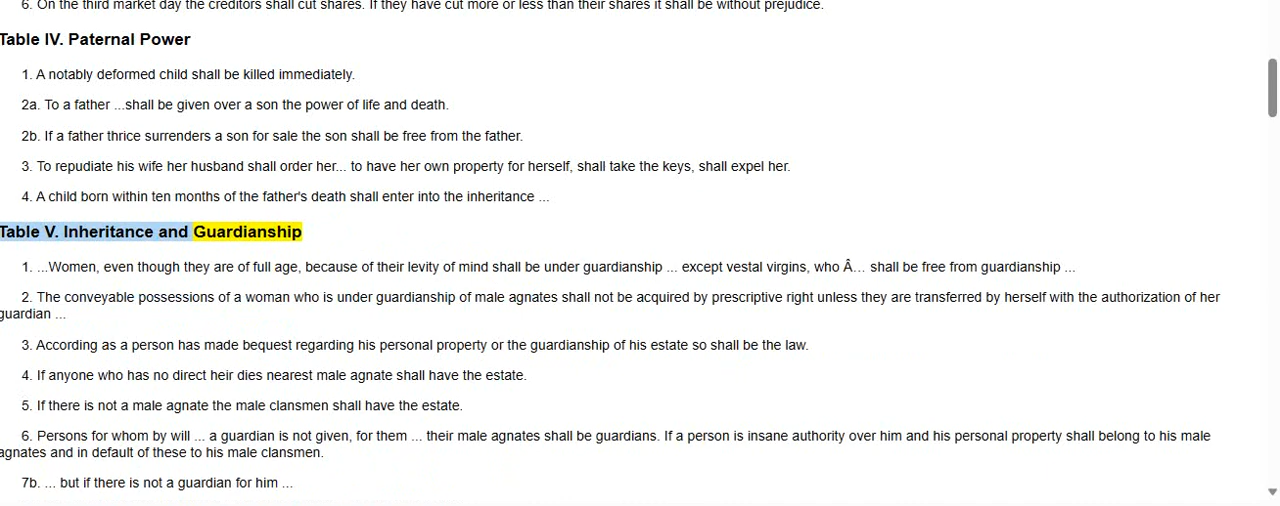 6. On the third market day the creditors shall cut shares. If they have cut more or less than their shares it shall be without prejudice.
Table IV. Paternal Power
1. A notably deformed child shall be killed immediately.
2a. To a father ...shall be given over a son the power of life and death.
2b. If a father thrice surrenders a son for sale the son shall be free from the father.
3. To repudiate his wife her husband shall order her... to have her own property for herself, shall take the keys, shall expel her.
4. A child born within ten months of the father's death shall enter into the inheritance ...
Table V. Inheritance and Guardianship
1. ...Women, even though they are of full age, because of their levity of mind shall be under guardianship ... except vestal virgins, who Â... shall be free from guardianship ...
2. The conveyable possessions of a woman who is under guardianship of male agnates shall not be acquired by prescriptive right unless they are transferred by herself with the authorization of her
guardian ...
3. According as a person has made bequest regarding his personal property or the guardianship of his estate so shall be the law.
4. If anyone who has no direct heir dies nearest male agnate shall have the estate.
5. If there is not a male agnate the male clansmen shall have the estate.
6. Persons for whom by will ... a guardian is not given, for them ... their male agnates shall be guardians. If a person is insane authority over him and his personal property shall belong to his male
agnates and in default of these to his male clansmen.
7b. ... but if there is not a guardian for him ...